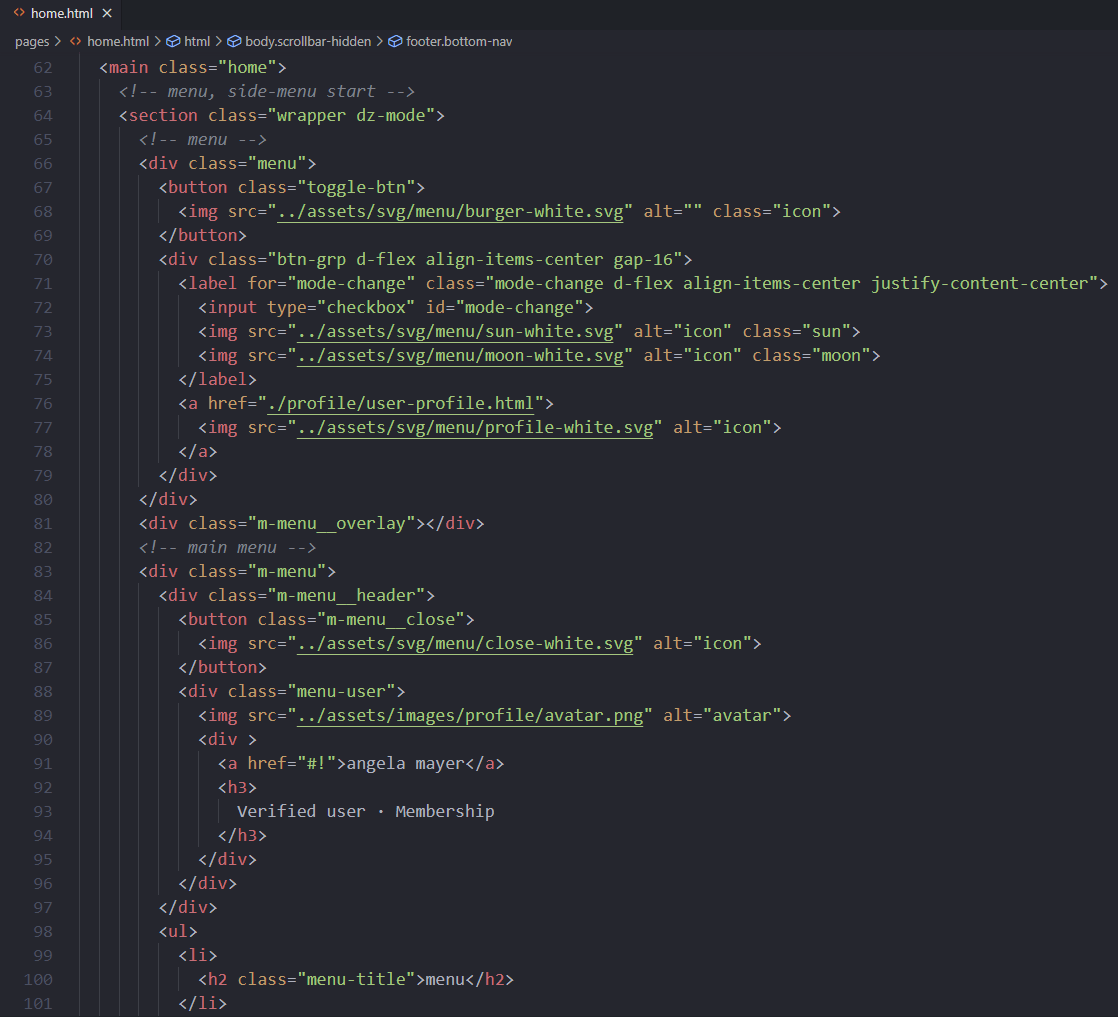 home.html
pages > home.html > html > body.scrollbar-hidden > footer.bottom-nav
62 <main class="home">
63 <!-- menu, side-menu start -->
64 <section class="wrapper dz-mode">
65 <!-- menu -->
66 <div class="menu">
67 <button class="toggle-btn">
68 <img src="../assets/svg/menu/burger-white.svg" alt="" class="icon">
69 </button>
70 <div class="btn-grp d-flex align-items-center gap-16">
71 <label for="mode-change" class="mode-change d-flex align-items-center justify-content-center">
72 <input type="checkbox" id="mode-change">
73 <img src="../assets/svg/menu/sun-white.svg" alt="icon" class="sun">
74 <img src="../assets/svg/menu/moon-white.svg" alt="icon" class="moon">
75 </label>
76 <a href="./profile/user-profile.html">
77 <img src="../assets/svg/menu/profile-white.svg" alt="icon">
78 </a>
79 </div>
80 </div>
81 <div class="m-menu__overlay"></div>
82 <!-- main menu -->
83 <div class="m-menu">
84 <div class="m-menu__header">
85 <button class="m-menu__close">
86 <img src="../assets/svg/menu/close-white.svg" alt="icon">
87 </button>
88 <div class="menu-user">
89 <img src="../assets/images/profile/avatar.png" alt="avatar">
90 <div >
91 <a href="#!">angela mayer</a>
92 <h3>
93 Verified user · Membership
94 </h3>
95 </div>
96 </div>
97 </div>
98 <ul>
99 <li>
100 <h2 class="menu-title">menu</h2>
101 </li>